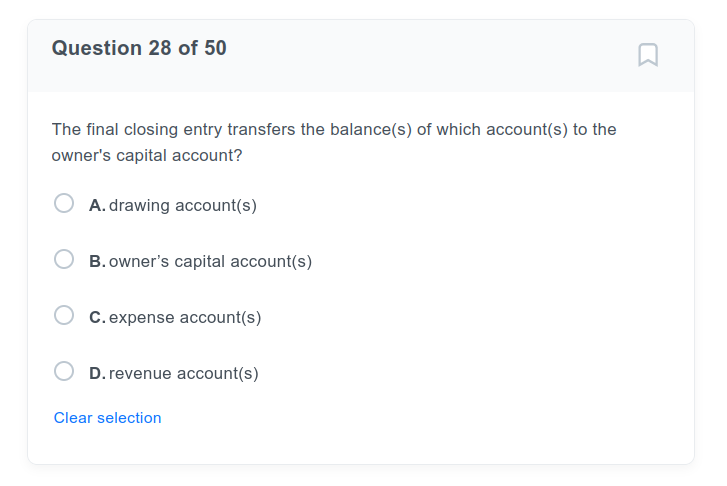 Question 28 of 50
The final closing entry transfers the balance(s) of which account(s) to the
owner's capital account?
A. drawing account(s)
B. owner’s capital account(s)
C. expense account(s)
D. revenue account(s)
Clear selection